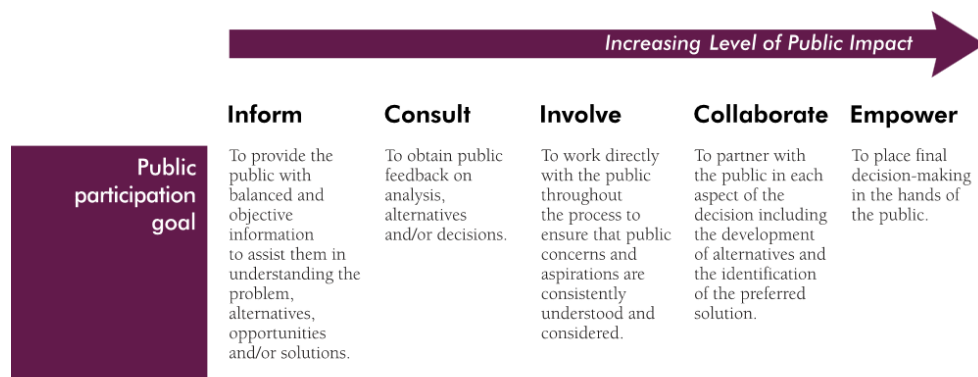 Increasing Level of Public Impact
Inform
Consult
Involve
Collaborate
Empower
Public
participation
goal
To provide the
public with
balanced and
objective
information
to assist them in
understanding the
problem,
alternatives,
opportunities
and/or solutions.
To obtain public
feedback on
analysis,
alternatives
and/or decisions.
To work directly
with the public
throughout
the process to
ensure that public
concerns and
aspirations are
consistently
understood and
considered.
To partner with
the public in each
aspect of the
decision including
the development
of alternatives and
the identification
of the preferred
solution.
To place final
decision-making
in the hands of
the public.